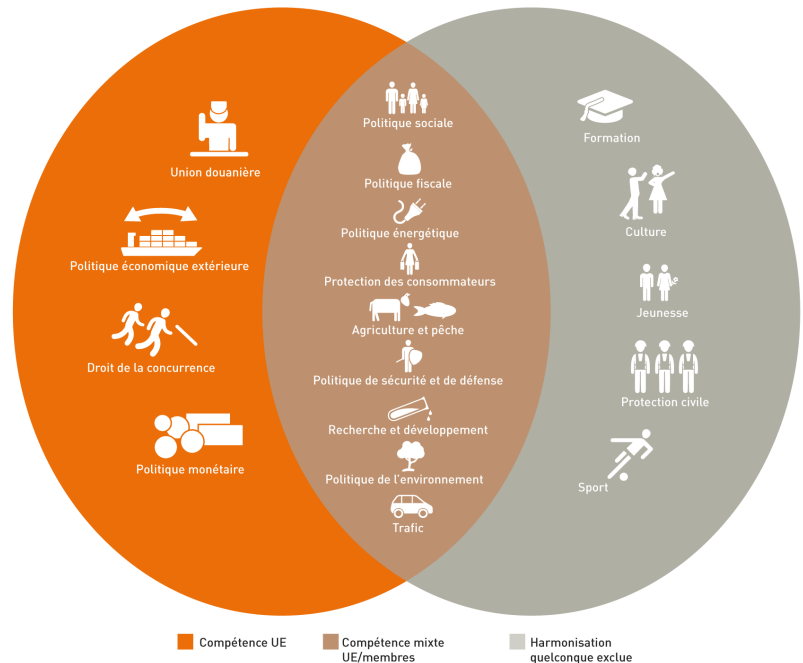 Union douanière
Politique économique extérieure
Droit de la concurrence
Politique monétaire
Politique sociale
Politique fiscale
Politique énergétique
Protection des consommateurs
Agriculture et pêche
Politique de sécurité et de défense
Recherche et développement
Politique de l'environnement
Trafic
Formation
Culture
Jeunesse
Protection civile
Sport
Compétence UE
Compétence mixte
UE/membres
Harmonisation
quelconque exclue